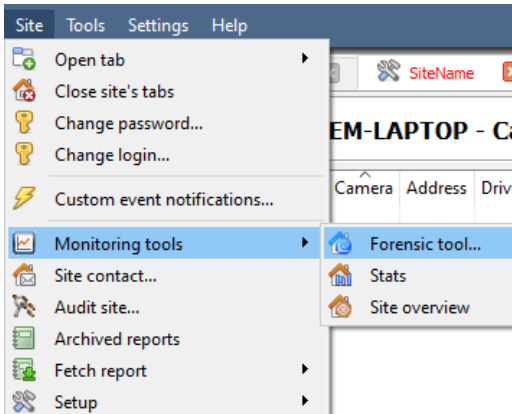 Site Tools Settings Help
Open tab
Close site's tabs
Change password...
Change login...
Custom event notifications...
Monitoring tools
Site contact...
Audit site...
Archived reports
Fetch report
Setup
SiteName
EM-LAPTOP - Ca
Camera Address Driv
Forensic tool...
Stats
Site overview